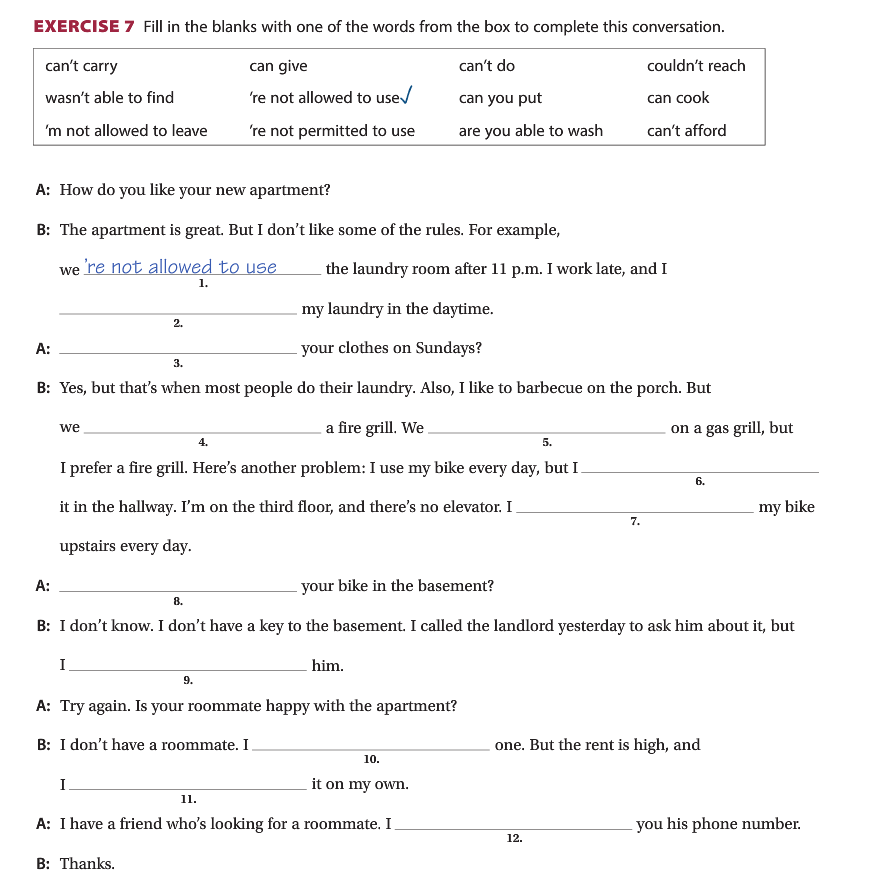 EXERCISE 7 Fill in the blanks with one of the words from the box to complete this conversation.
can't carry can give can't do couldn't reach
wasn't able to find 're not allowed to use✓ can you put can cook
'm not allowed to leave 're not permitted to use are you able to wash can't afford
A: How do you like your new apartment?
B: The apartment is great. But I don't like some of the rules. For example,
we 're not allowed to use the laundry room after 11 p.m. I work late, and I
1.
my laundry in the daytime.
2.
A: your clothes on Sundays?
3.
B: Yes, but that's when most people do their laundry. Also, I like to barbecue on the porch. But
we a fire grill. We on a gas grill, but
4. 5.
I prefer a fire grill. Here's another problem: I use my bike every day, but I
6.
it in the hallway. I'm on the third floor, and there's no elevator. I my bike
7.
upstairs every day.
A: your bike in the basement?
8.
B: I don't know. I don't have a key to the basement. I called the landlord yesterday to ask him about it, but
I him.
9.
A: Try again. Is your roommate happy with the apartment?
B: I don't have a roommate. I one. But the rent is high, and
10.
I it on my own.
11.
A: I have a friend who's looking for a roommate. I you his phone number.
12.
B: Thanks.